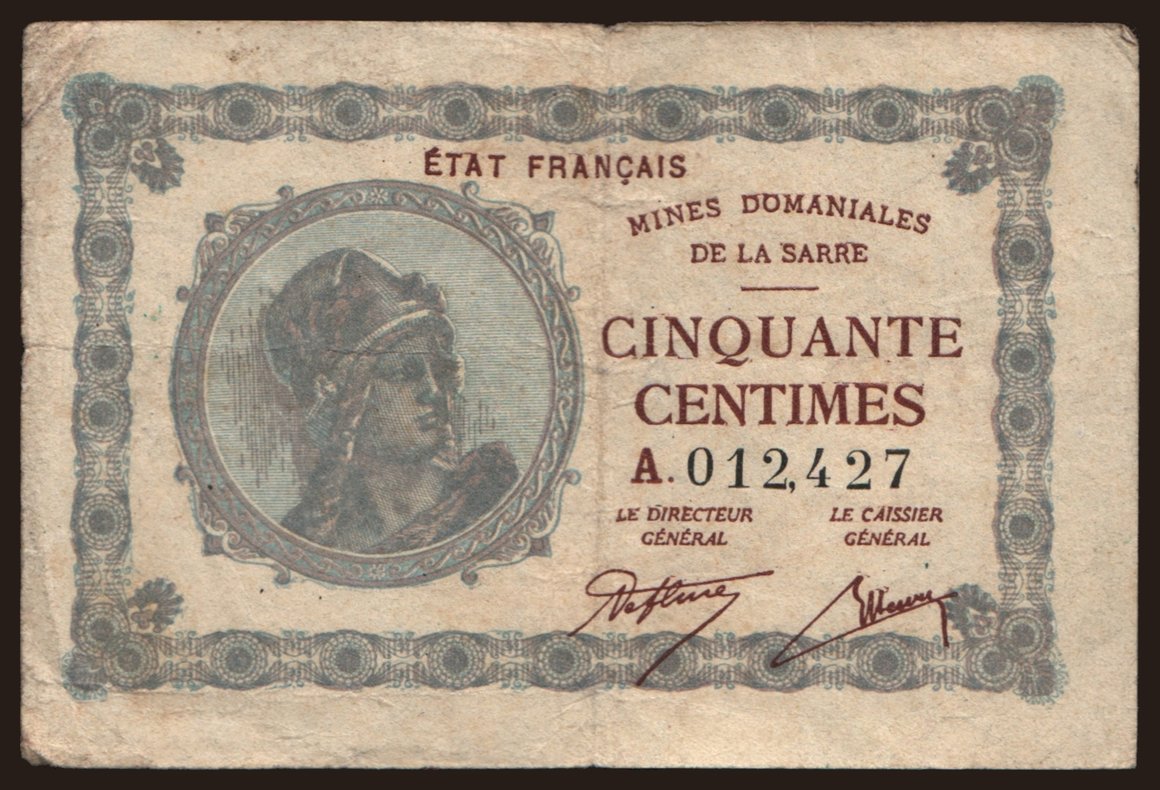 ÉTAT FRANÇAIS
MINES DOMANIALES
DE LA SARRE
CINQUANTE
CENTIMES
A. 012,427
LE DIRECTEUR
GÉNÉRAL
LE CAISSIER
GÉNÉRAL